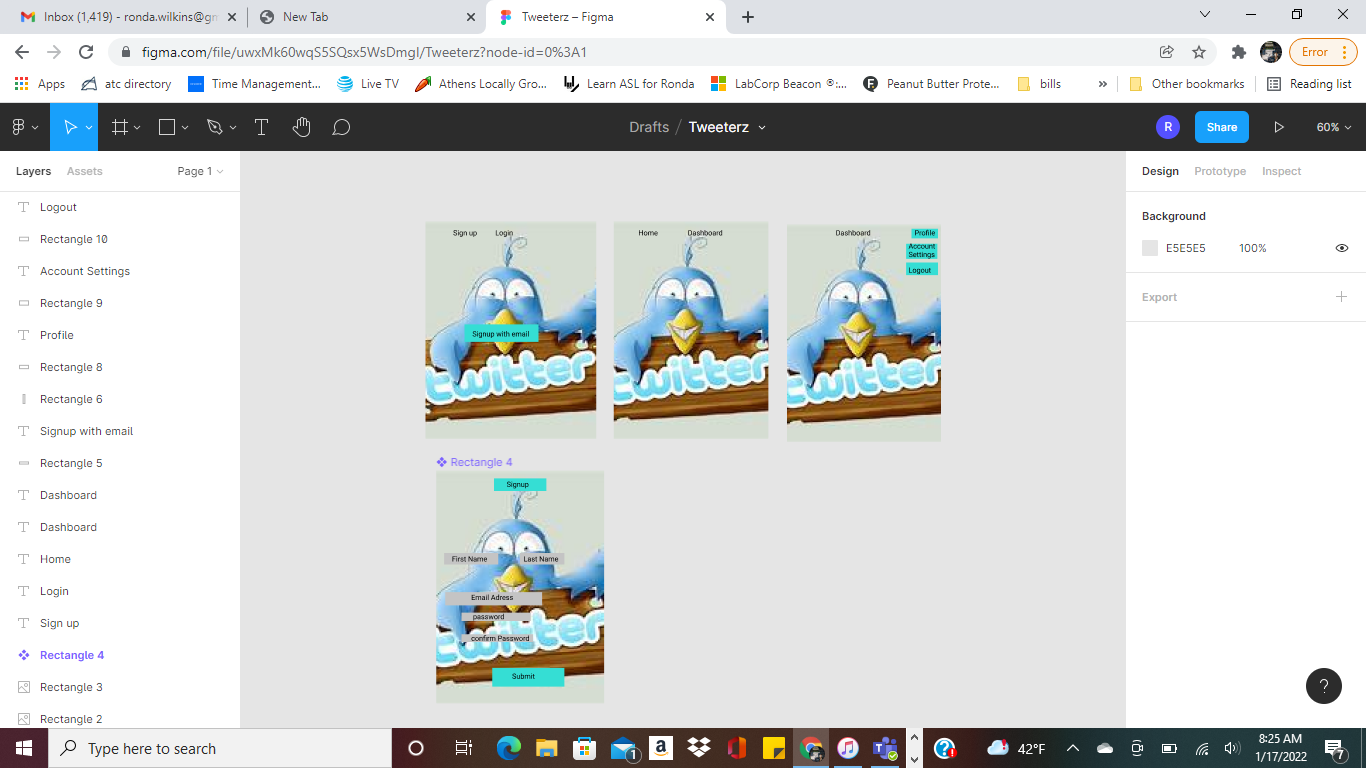 Inbox (1,419) - ronda.wilkins@gm
New Tab
Tweeterz – Figma
figma.com/file/uwxMk60wqS5SQsx5WsDmgI/Tweeterz?node-id=0%3A1
Error
Apps
atc directory
Time Management...
Live TV
Athens Locally Gro...
Learn ASL for Ronda
LabCorp Beacon ®:...
Peanut Butter Prote...
bills
»
Other bookmarks
Reading list
Drafts / Tweeterz
R
Share
60%
Layers
Assets
Page 1
Logout
Rectangle 10
Account Settings
Rectangle 9
Profile
Rectangle 8
Rectangle 6
Signup with email
Rectangle 5
Dashboard
Dashboard
Home
Login
Sign up
Rectangle 4
Rectangle 3
Rectangle 2
Sign up
Login
Signup with email
twitter
Home
Dashboard
twitter
Dashboard
Profile
Account
Settings
Logout
twitter
Rectangle 4
Signup
First Name
Last Name
Email Adress
password
confirm Password
twitter
Submit
Design
Prototype
Inspect
Background
E5E5E5
100%
Export
?
Type here to search
1
a
42°F
8:25 AM
1/17/2022
7